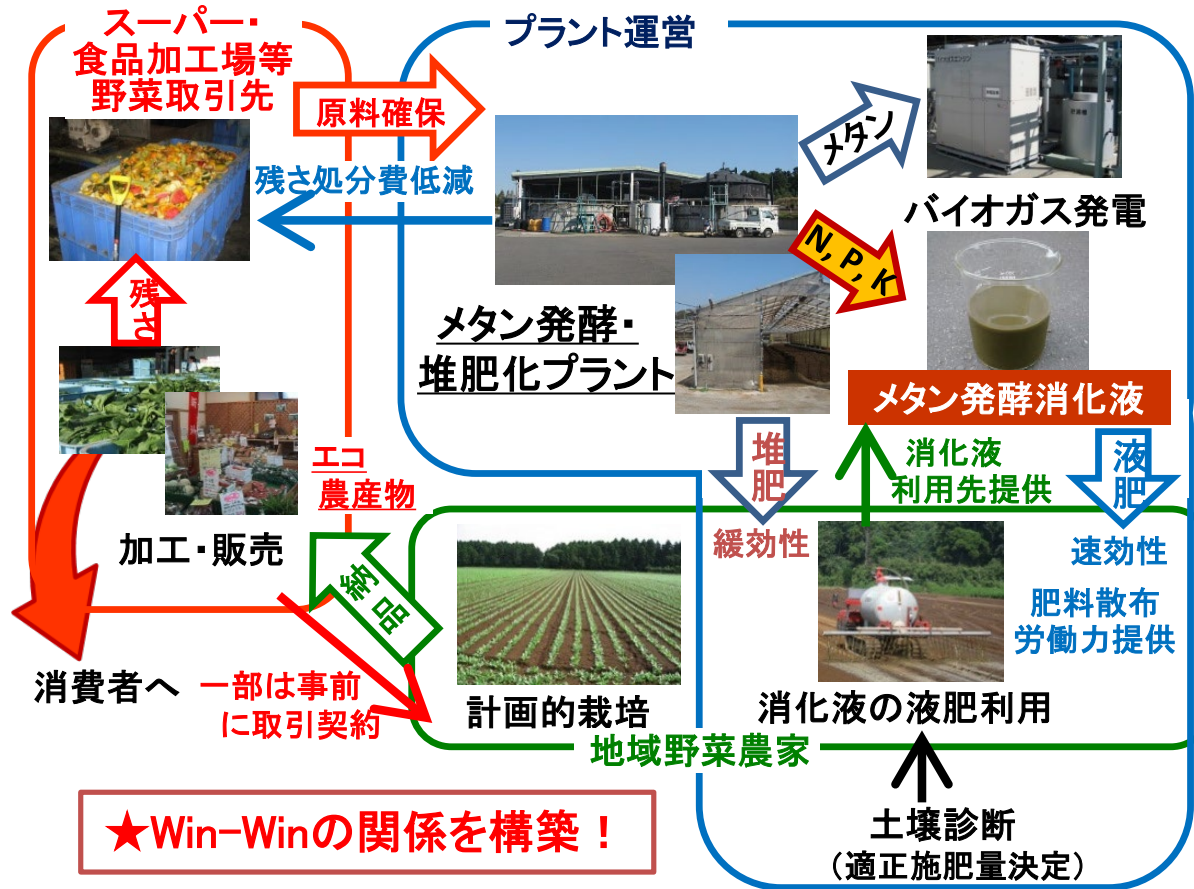 スーパー・
食品加工場等
野菜取引先
プラント運営
原料確保
残さ処分費低減
メタン
バイオガス発電
N, P, K
残さ
メタン発酵・
堆肥化プラント
メタン発酵消化液
堆肥
消化液
利用先提供
液肥
エコ
農産物
加工・販売
納品
緩効性
速効性
肥料散布
労働力提供
消費者へ
一部は事前
に取引契約
計画的栽培
消化液の液肥利用
地域野菜農家
土壌診断
（適正施肥量決定）
★Win-Winの関係を構築！